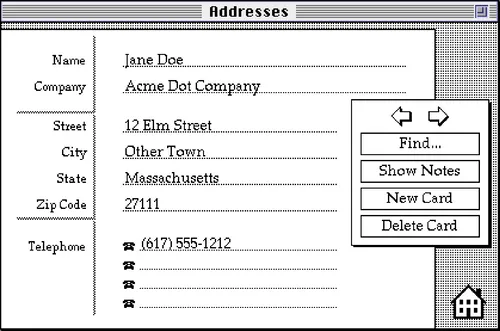 Addresses
Name Jane Doe
Company Acme Dot Company
Street 12 Elm Street
City Other Town
State Massachusetts
Zip Code 27111
Telephone (617) 555-1212
Find...
Show Notes
New Card
Delete Card